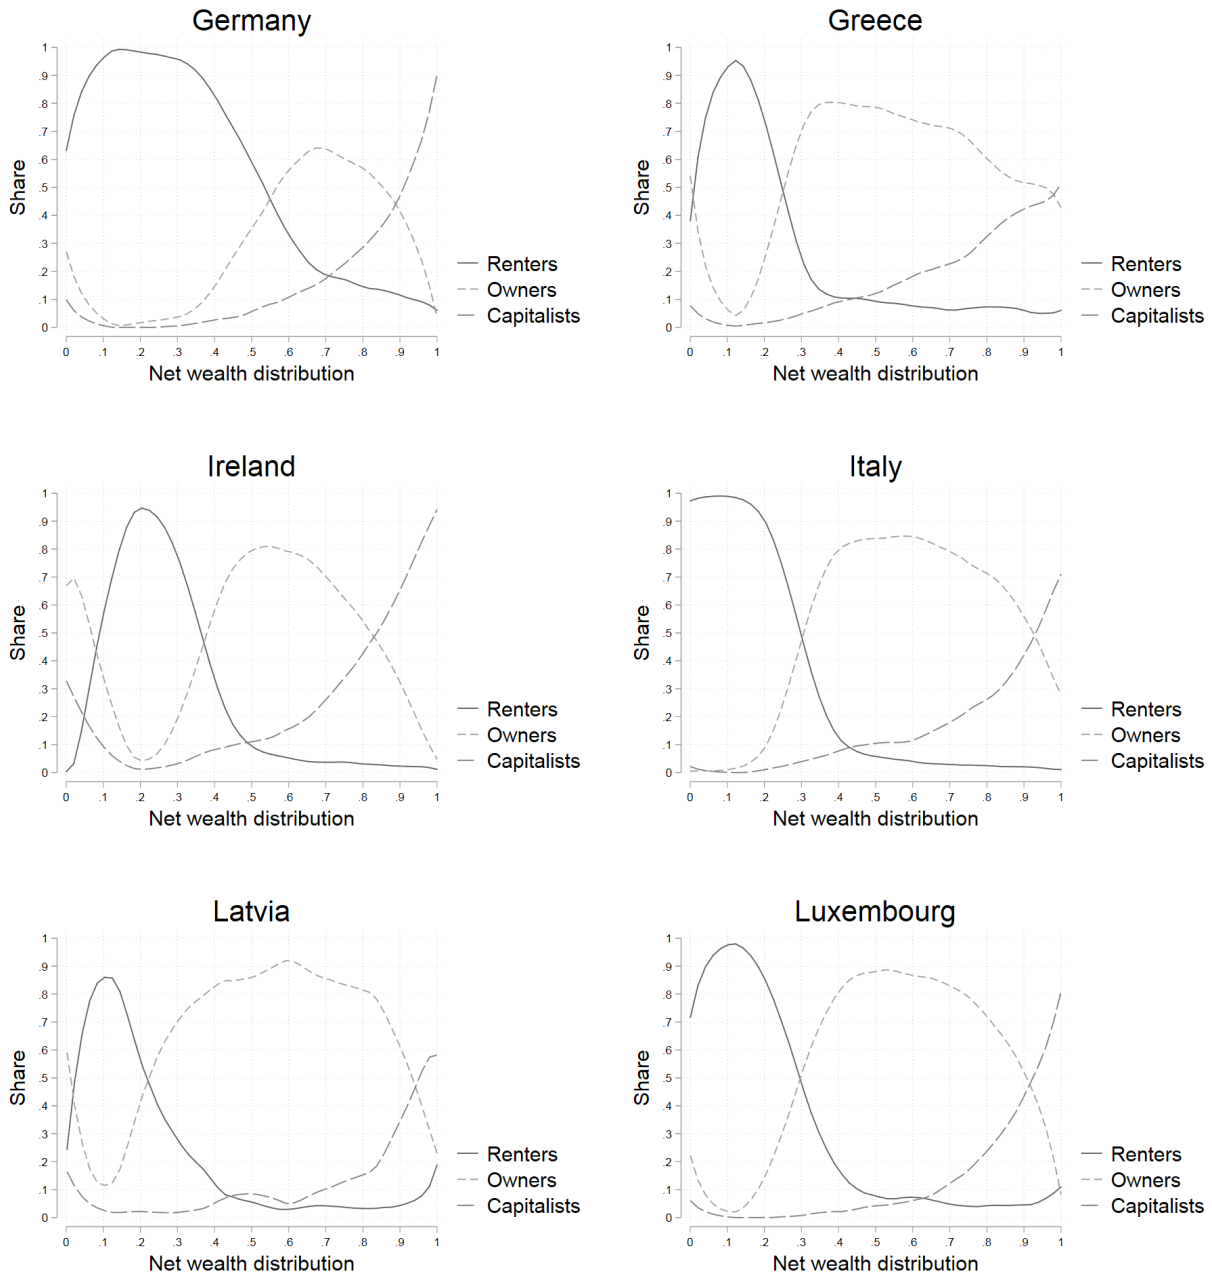 Germany
1
.9
.8
.7
.6
.5
.4
.3
.2
.1
0
Share
0 .1 .2 .3 .4 .5 .6 .7 .8 .9 1
Net wealth distribution
Renters
Owners
Capitalists
Greece
1
.9
.8
.7
.6
.5
.4
.3
.2
.1
0
Share
0 .1 .2 .3 .4 .5 .6 .7 .8 .9 1
Net wealth distribution
Renters
Owners
Capitalists
Ireland
1
.9
.8
.7
.6
.5
.4
.3
.2
.1
0
Share
0 .1 .2 .3 .4 .5 .6 .7 .8 .9 1
Net wealth distribution
Renters
Owners
Capitalists
Italy
1
.9
.8
.7
.6
.5
.4
.3
.2
.1
0
Share
0 .1 .2 .3 .4 .5 .6 .7 .8 .9 1
Net wealth distribution
Renters
Owners
Capitalists
Latvia
1
.9
.8
.7
.6
.5
.4
.3
.2
.1
0
Share
0 .1 .2 .3 .4 .5 .6 .7 .8 .9 1
Net wealth distribution
Renters
Owners
Capitalists
Luxembourg
1
.9
.8
.7
.6
.5
.4
.3
.2
.1
0
Share
0 .1 .2 .3 .4 .5 .6 .7 .8 .9 1
Net wealth distribution
Renters
Owners
Capitalists